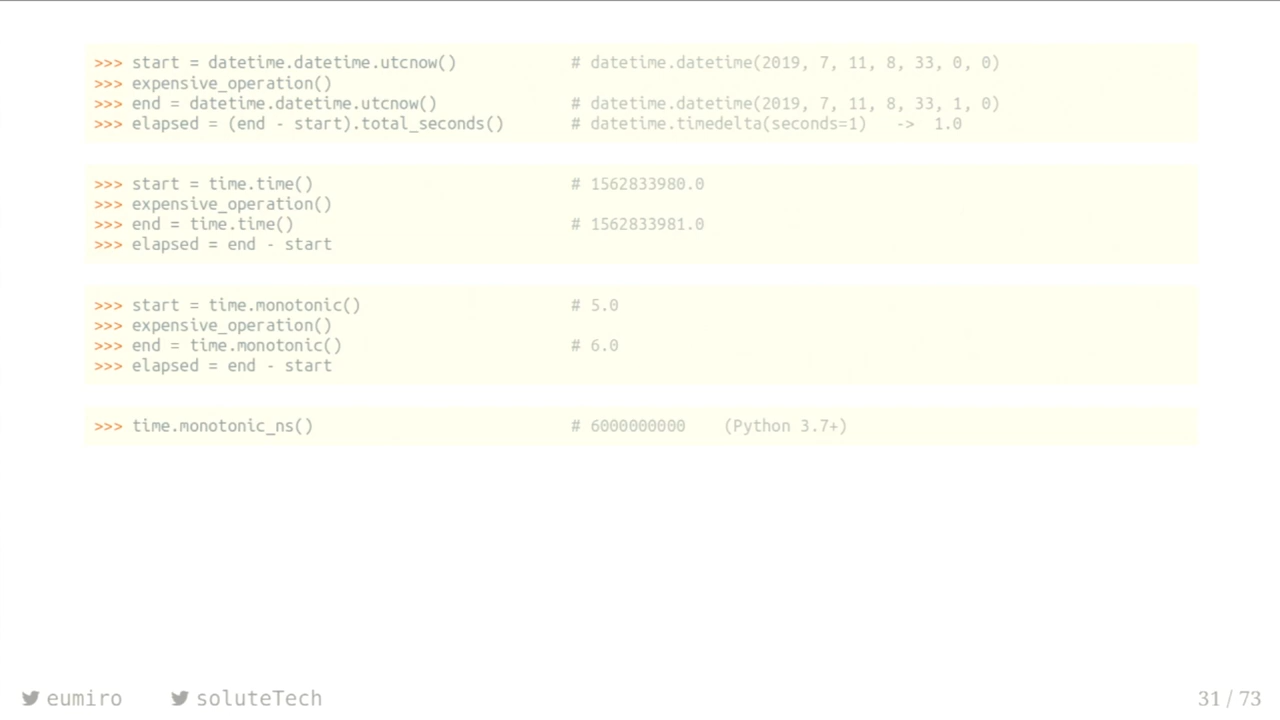 >>> start = datetime.datetime.utcnow()            # datetime.datetime(2019, 7, 11, 8, 33, 0, 0)
>>> expensive_operation()
>>> end = datetime.datetime.utcnow()              # datetime.datetime(2019, 7, 11, 8, 33, 1, 0)
>>> elapsed = (end - start).total_seconds()       # datetime.timedelta(seconds=1)   ->  1.0
>>> start = time.time()                           # 1562833980.0
>>> expensive_operation()
>>> end = time.time()                             # 1562833981.0
>>> elapsed = end - start
>>> start = time.monotonic()                      # 5.0
>>> expensive_operation()
>>> end = time.monotonic()                        # 6.0
>>> elapsed = end - start
>>> time.monotonic_ns()                           # 6000000000    (Python 3.7+)
eumiro soluteTech 31 / 73